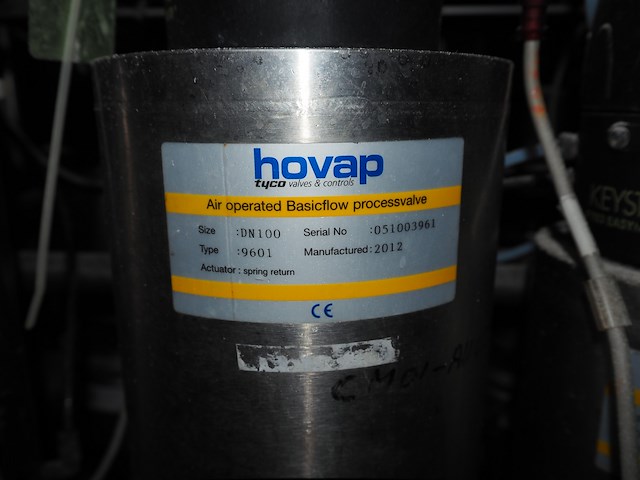 hovap
tyco valves & controls
Air operated Basicflow processvalve
Size :DN100 Serial No :051003961
Type :9601 Manufactured:2012
Actuator : spring return
CE